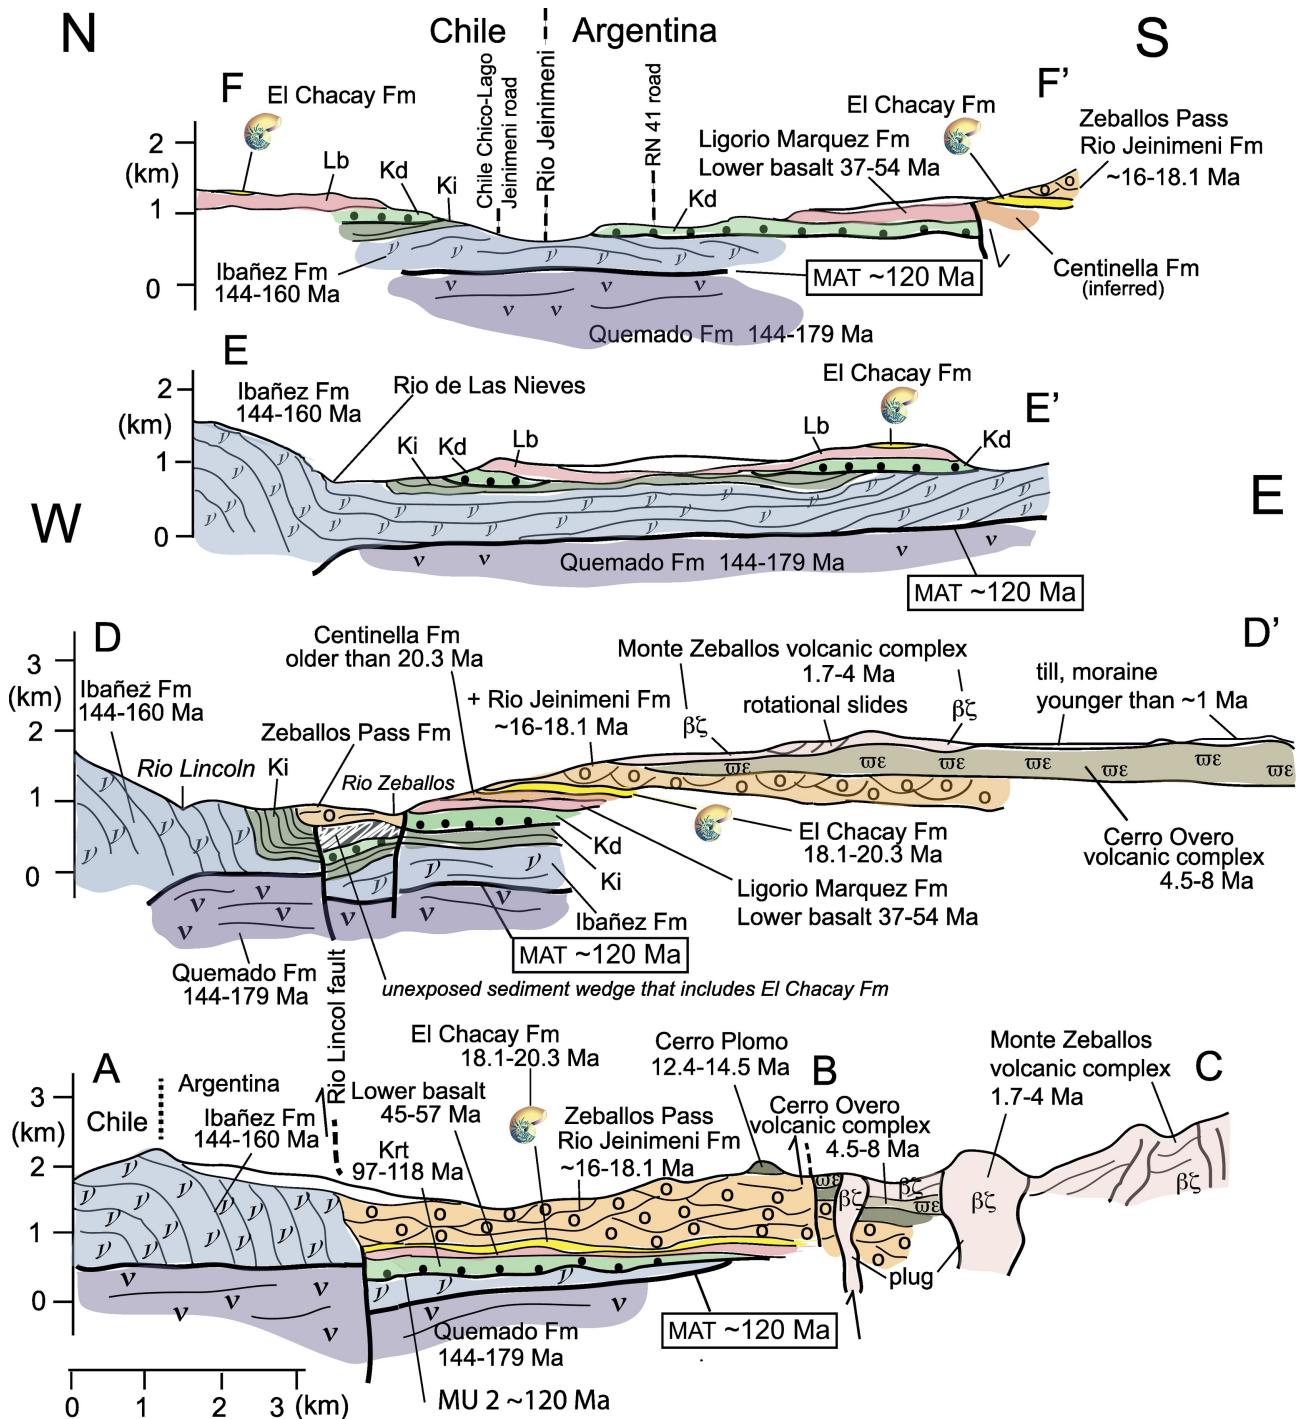 N
Chile
Argentina
S
F
El Chacay Fm
Chile Chico-Lago
Jeinimeni road
Rio Jeinimeni
RN 41 road
El Chacay Fm
F’
Zeballos Pass
Rio Jeinimeni Fm
~16-18.1 Ma
2
(km)
1
0
Lb
Kd
Ki
Ligorio Marquez Fm
Lower basalt 37-54 Ma
Kd
Ibañez Fm
144-160 Ma
MAT ~120 Ma
Centinella Fm
(inferred)
ν ν ν ν ν ν
v v v v v
Quemado Fm 144-179 Ma
E
Ibañez Fm
144-160 Ma
Rio de Las Nieves
El Chacay Fm
E’
2
(km)
1
0
Ki
Kd
Lb
Lb
Kd
W
E
v v v v
Quemado Fm 144-179 Ma
MAT ~120 Ma
D
Centinella Fm
older than 20.3 Ma
Monte Zeballos volcanic complex
1.7-4 Ma
D’
3
(km)
2
1
0
Ibañez Fm
144-160 Ma
+ Rio Jeinimeni Fm
~16-18.1 Ma
rotational slides
till, moraine
younger than ~1 Ma
βζ
βζ
Zeballos Pass Fm
Rio Lincoln
Ki
Rio Zeballos
ϖε ϖε ϖε ϖε ϖε ϖε ϖε
El Chacay Fm
18.1-20.3 Ma
Cerro Overo
volcanic complex
4.5-8 Ma
Kd
Ki
Ligorio Marquez Fm
Lower basalt 37-54 Ma
Ibañez Fm
MAT ~120 Ma
v v v v v
Quemado Fm
144-179 Ma
unexposed sediment wedge that includes El Chacay Fm
Rio Lincol fault
A
Chile
Argentina
Ibañez Fm
144-160 Ma
El Chacay Fm
18.1-20.3 Ma
Lower basalt
45-57 Ma
Krt
97-118 Ma
Zeballos Pass
Rio Jeinimeni Fm
~16-18.1 Ma
Cerro Plomo
12.4-14.5 Ma
B
Cerro Overo
volcanic complex
4.5-8 Ma
Monte Zeballos
volcanic complex
1.7-4 Ma
C
3
(km)
2
1
0
ϖε
βζ
βζ
ϖε
βζ
βζ
plug
v v v v v v
Quemado Fm
144-179 Ma
MAT ~120 Ma
MU 2 ~120 Ma
0 1 2 3 (km)